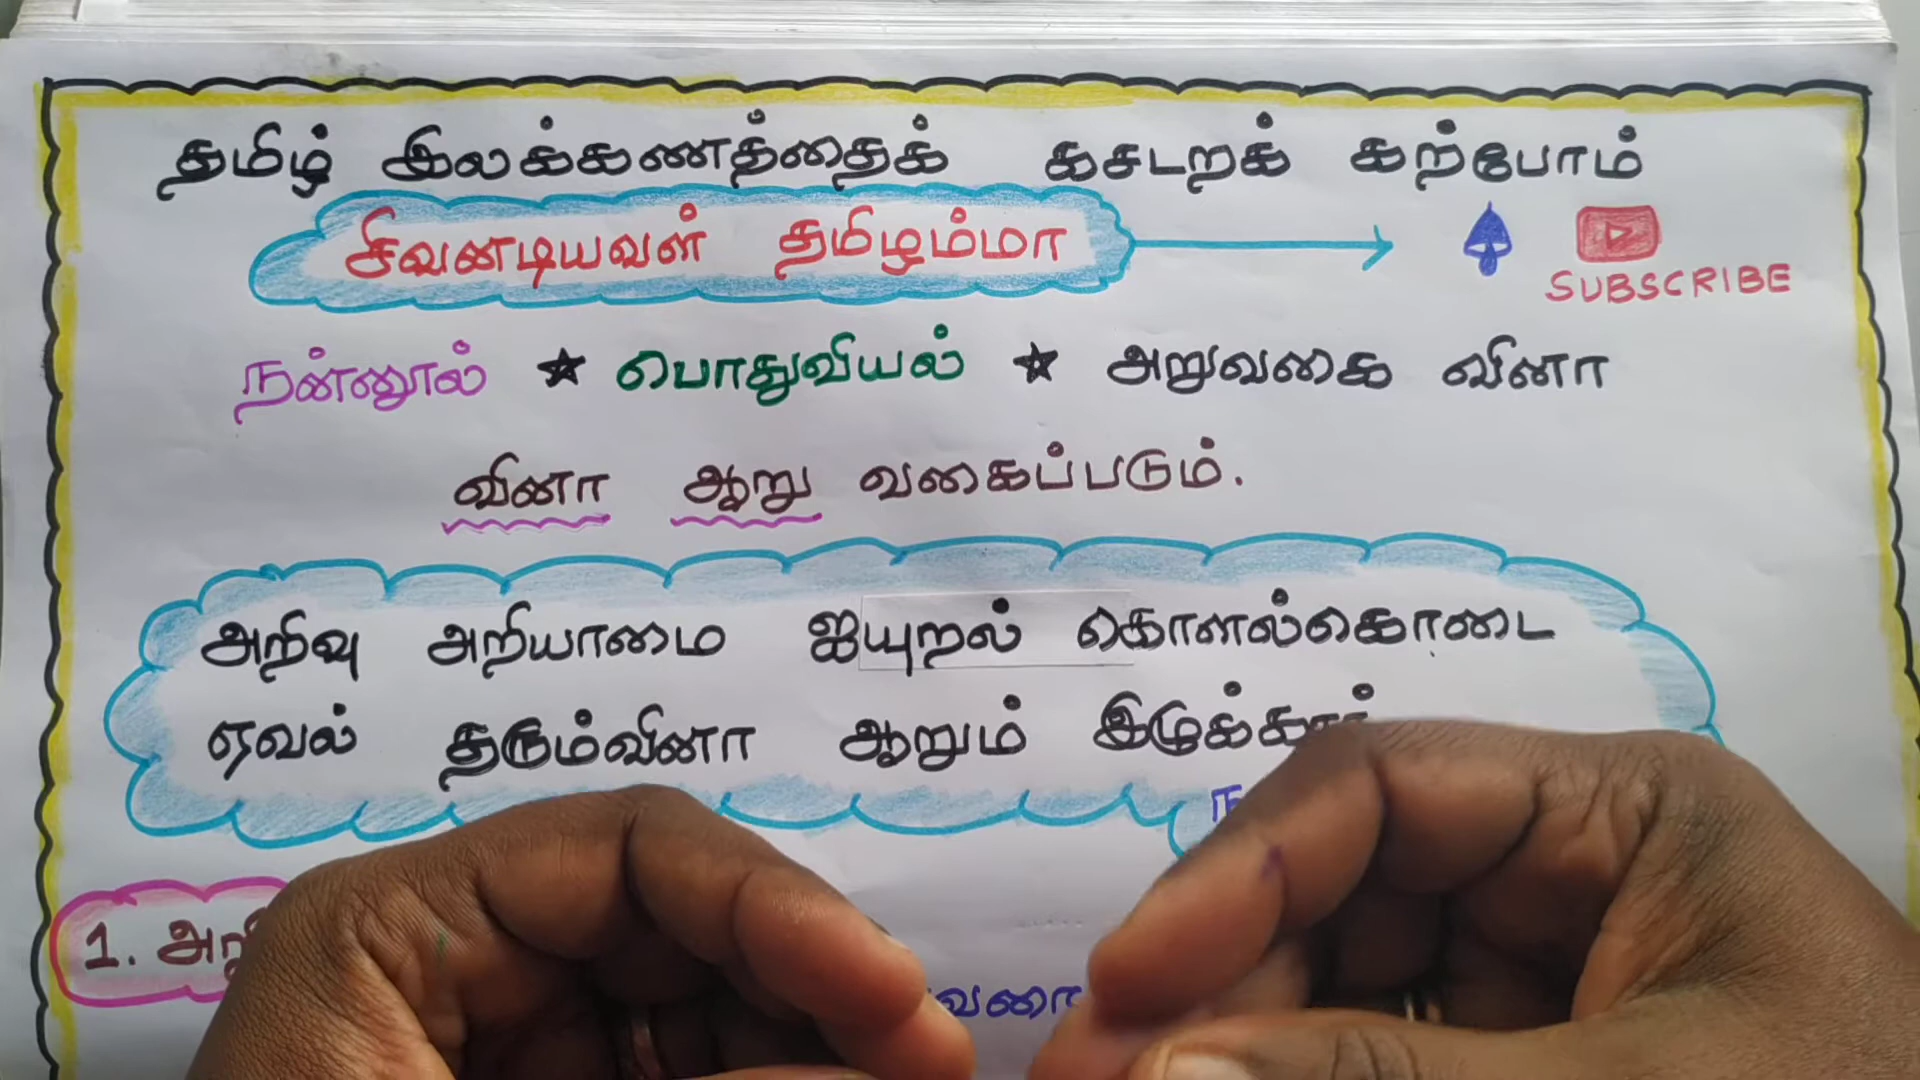 தமிழ் இலக்கணத்தைக் கசடறக் கற்போம்
சிவனடியவள் தமிழம்மா
SUBSCRIBE
நன்னூல் ★ பொதுவியல் ★ அறுவகை வினா
வினா ஆறு வகைப்படும்.
அறிவு அறியாமை ஐயுறல் கொளல்கொடை
ஏவல் தரும்வினா ஆறும் இழுக்கார்
1.